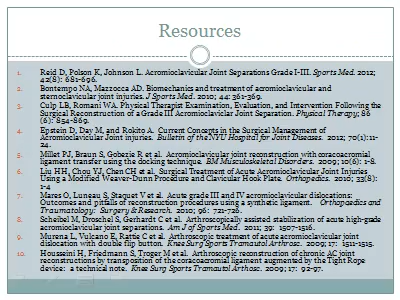 Resources
1. Reid D, Polson K, Johnson L. Acromioclavicular Joint Separations Grade I-III. Sports Med. 2012;
42(8): 681-696.
2. Bontempo NA, Mazzocca AD. Biomechanics and treatment of acromioclavicular and
sternoclavicular joint injuries. J Sports Med. 2010; 44: 361-369.
3. Culp LB, Romani WA. Physical Therapist Examination, Evaluation, and Intervention Following the
Surgical Reconstruction of a Grade III Acromioclavicular Joint Separation. Physical Therapy; 86
(6): 854-869.
4. Epstein D, Day M, and Rokito A. Current Concepts in the Surgical Management of
Acromioclavicular Joint injuries. Bulletin of the NYU Hospital for Joint Diseases. 2012; 70(1):11-
24.
5. Millet PJ, Braun S, Gobezie R et al. Acromioclavicular joint reconstruction with coracoacromial
ligament transfer using the docking technique. BM Musculoskeletal Disorders. 2009; 10(6): 1-8.
6. Liu HH, Chou YJ, Chen CH et al. Surgical Treatment of Acute Acromioclavicular Joint Injuries
Using a Modified Weaver-Dunn Procedure and Clavicular Hook Plate. Orthopedics. 2010; 33(8):
1-4
7. Mares O, Luneau S, Staquet V et al. Acute grade III and IV acromioclavicular dislocations:
Outcomes and pitfalls of reconstruction procedures using a synthetic ligament. Orthopaedics and
Traumatology: Surgery & Research. 2010; 96: 721-726.
8. Scheibel M, Droschel S, Gerhardt C et al. Arthroscopically assisted stabilization of acute high-grade
acromioclavicular joint separations. Am J of Sports Med. 2011; 39: 1507-1516.
9. Murena L, Vulcano E, Rattie C et al. Arthroscopic treatment of acute acromioclavicular joint
dislocation with double flip button. Knee Surg Sports Tramautol Arthrosc. 2009; 17: 1511-1515.
10. Housseini H, Friedmann S, Troger M et al. Arthroscopic reconstruction of chronic AC joint
reconstructions by transposition of the coracoacromial ligament augmented by the Tight Rope
device: a technical note. Knee Surg Sports Tramautol Arthosc. 2009; 17: 92-97.